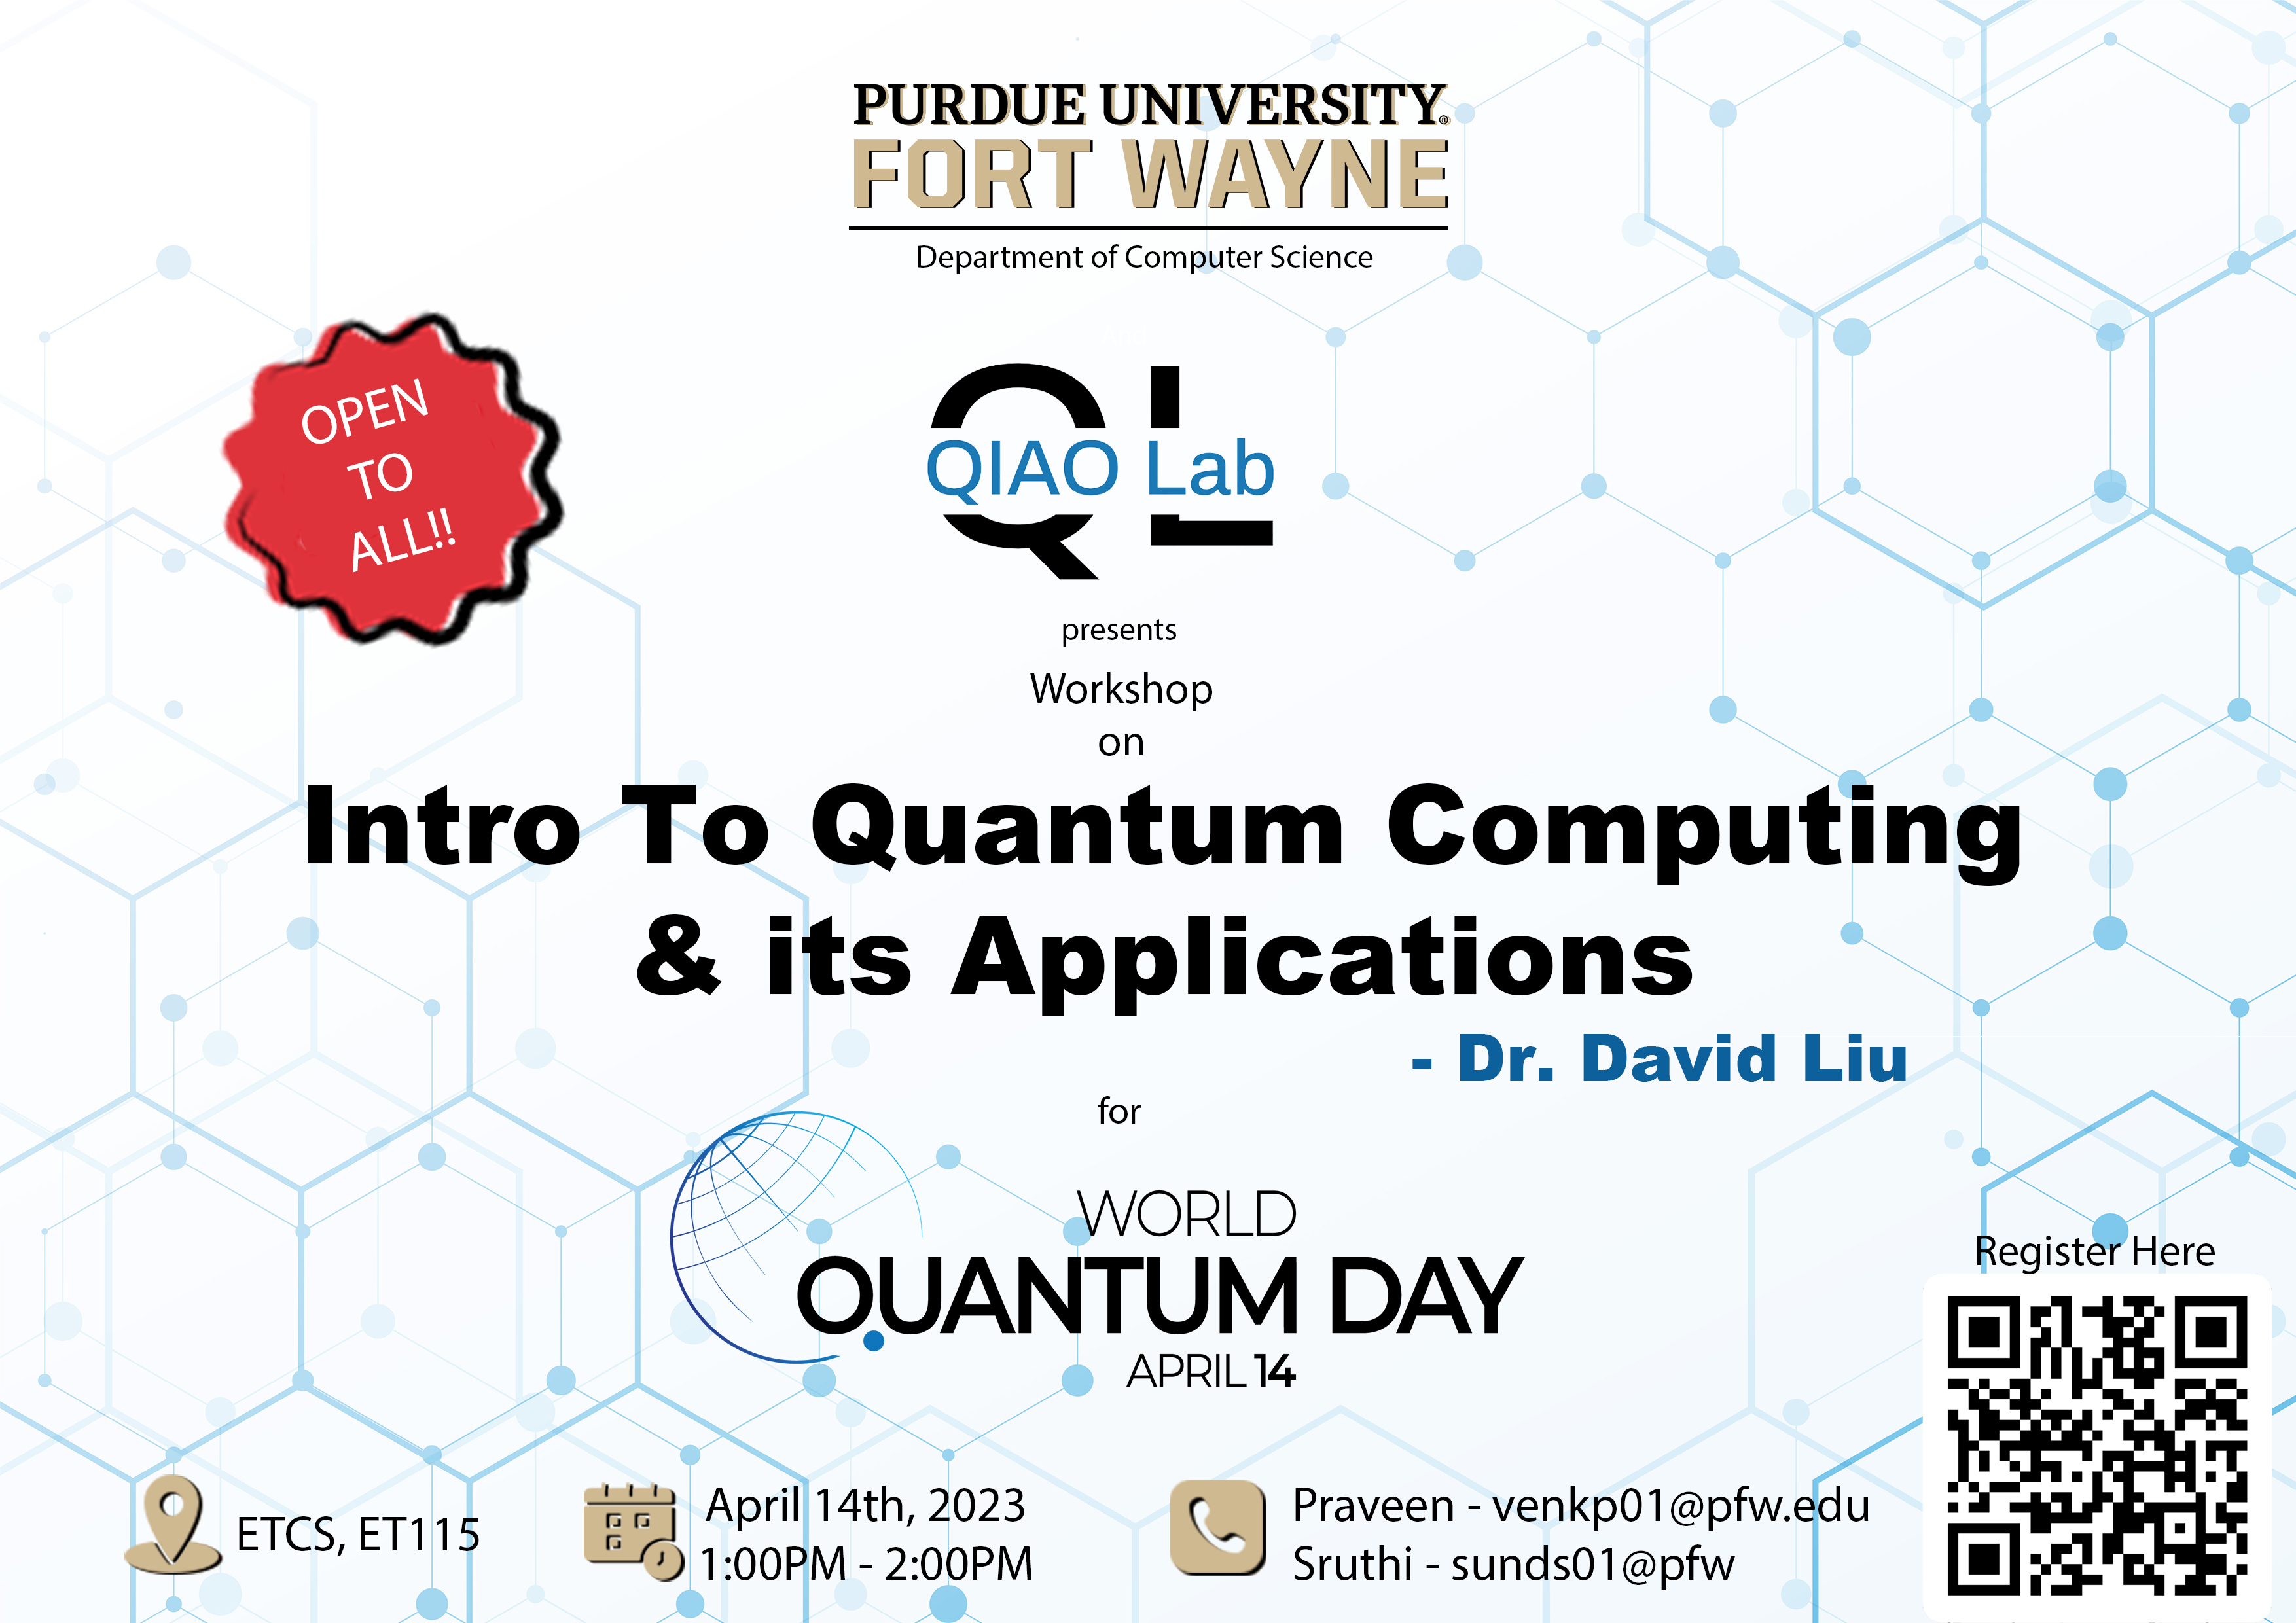 PURDUE UNIVERSITY®
FORT WAYNE
Department of Computer Science
OPEN
TO
ALL!!
QL
QIAO Lab
presents
Workshop
on
Intro To Quantum Computing
& its Applications
- Dr. David Liu
for
WORLD
QUANTUM DAY
APRIL 14
Register Here
ETCS, ET115
April 14th, 2023
1:00PM - 2:00PM
Praveen - venkp01@pfw.edu
Sruthi - sunds01@pfw